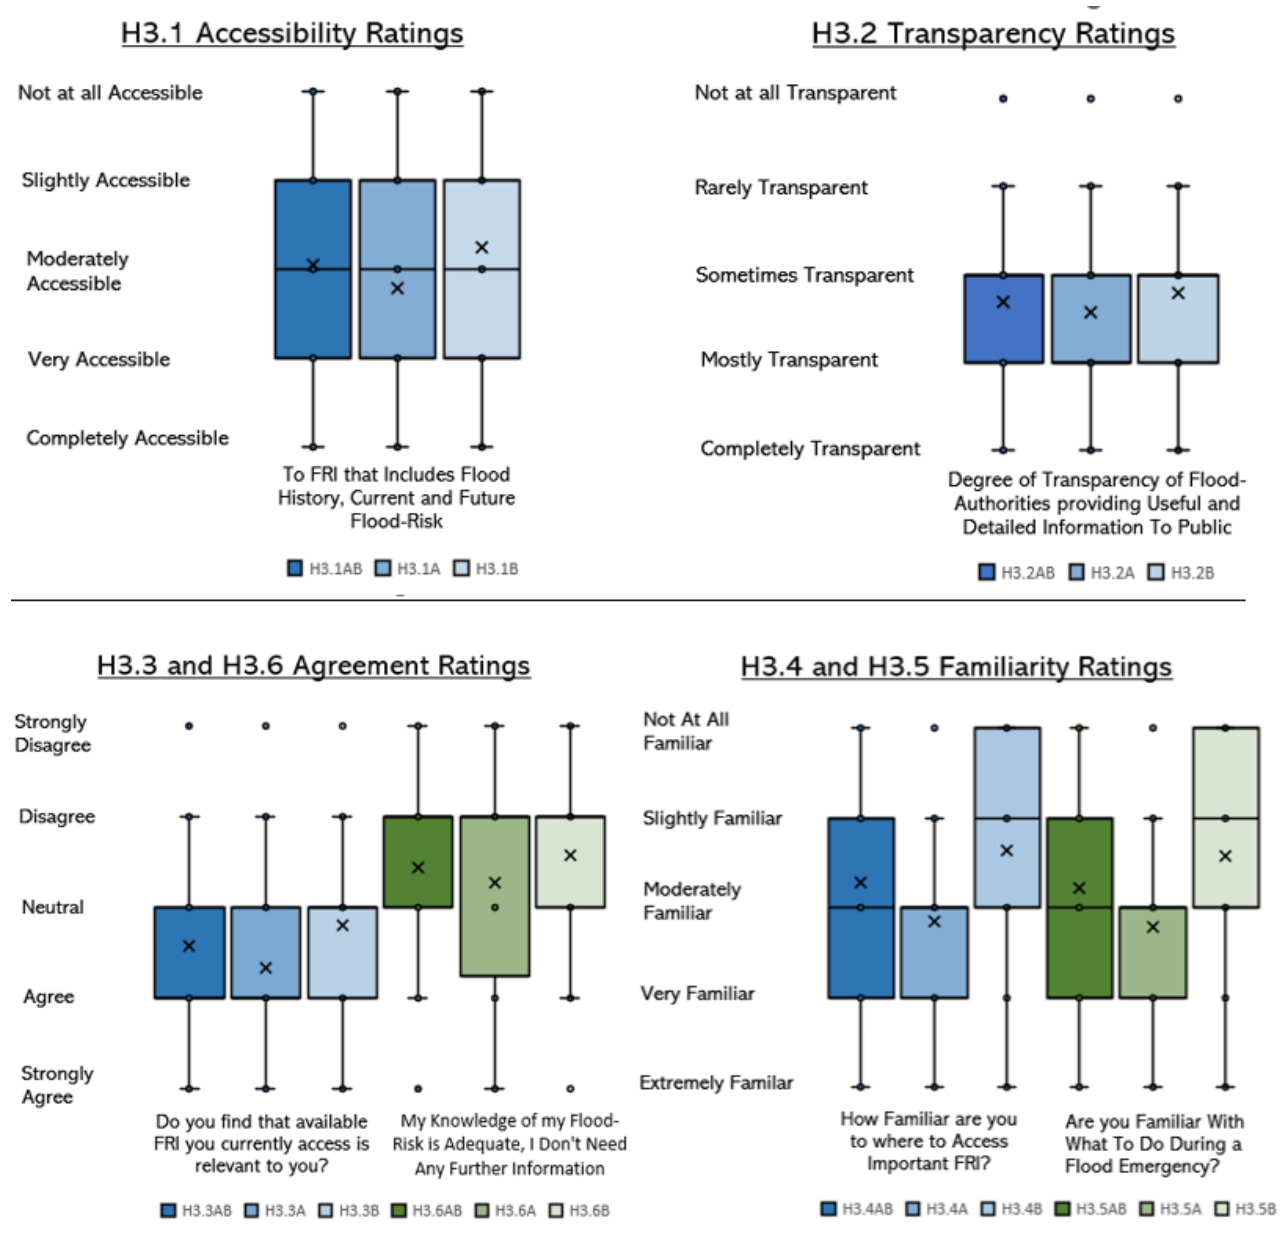 H3.1 Accessibility Ratings
Not at all Accessible
Slightly Accessible
Moderately
Accessible
Very Accessible
Completely Accessible
To FRI that Includes Flood
History, Current and Future
Flood-Risk
H3.1AB H3.1A H3.1B
H3.2 Transparency Ratings
Not at all Transparent
Rarely Transparent
Sometimes Transparent
Mostly Transparent
Completely Transparent
Degree of Transparency of Flood-
Authorities providing Useful and
Detailed Information To Public
H3.2AB H3.2A H3.2B
H3.3 and H3.6 Agreement Ratings
Strongly
Disagree
Disagree
Neutral
Agree
Strongly
Agree
Do you find that available
FRI you currently access is
relevant to you?
My Knowledge of my Flood-
Risk is Adequate, I Don't Need
Any Further Information
H3.3AB H3.3A H3.3B H3.6AB H3.6A H3.6B
H3.4 and H3.5 Familiarity Ratings
Not At All
Familiar
Slightly Familiar
Moderately
Familiar
Very Familiar
Extremely Familar
How Familiar are you
to where to Access
Important FRI?
Are you Familiar With
What To Do During a
Flood Emergency?
H3.4AB H3.4A H3.4B H3.5AB H3.5A H3.5B